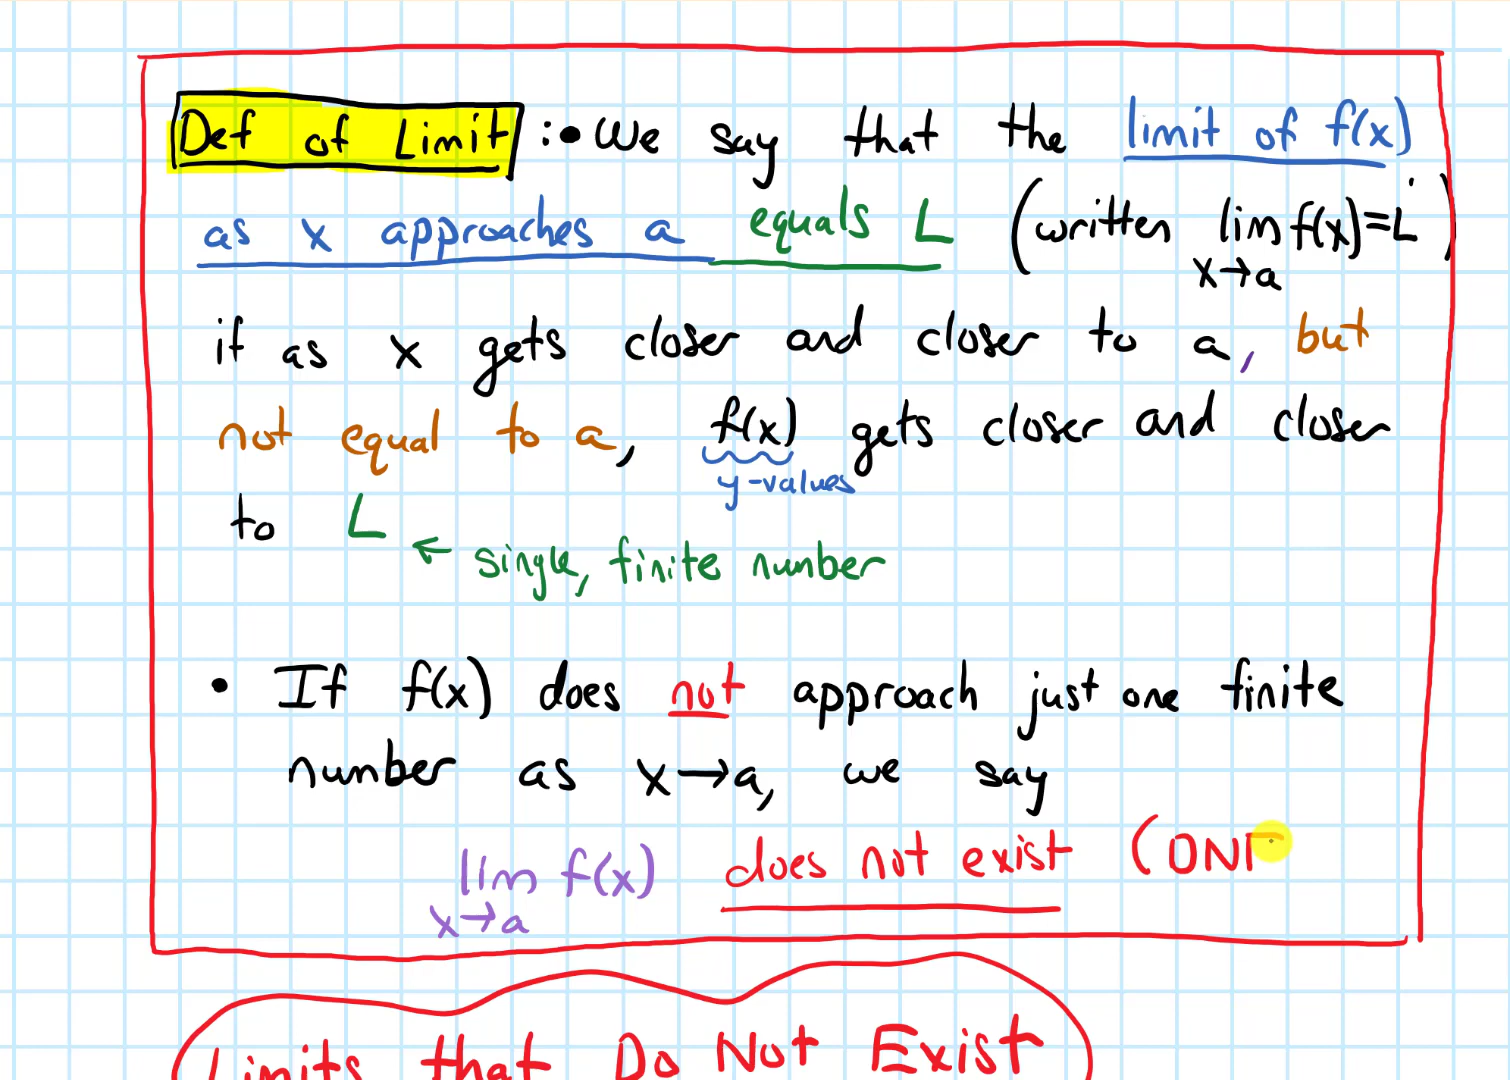 Def of Limit : • We say that the limit of f(x)
as x approaches a equals L (written lim f(x)=L)
x→a
if as x gets closer and closer to a, but
not equal to a, f(x) gets closer and closer
y-values
to L
← single, finite number
• If f(x) does not approach just one finite
number as x→a, we say
lim f(x) does not exist (DN
x→a
Limits that Do Not Exist